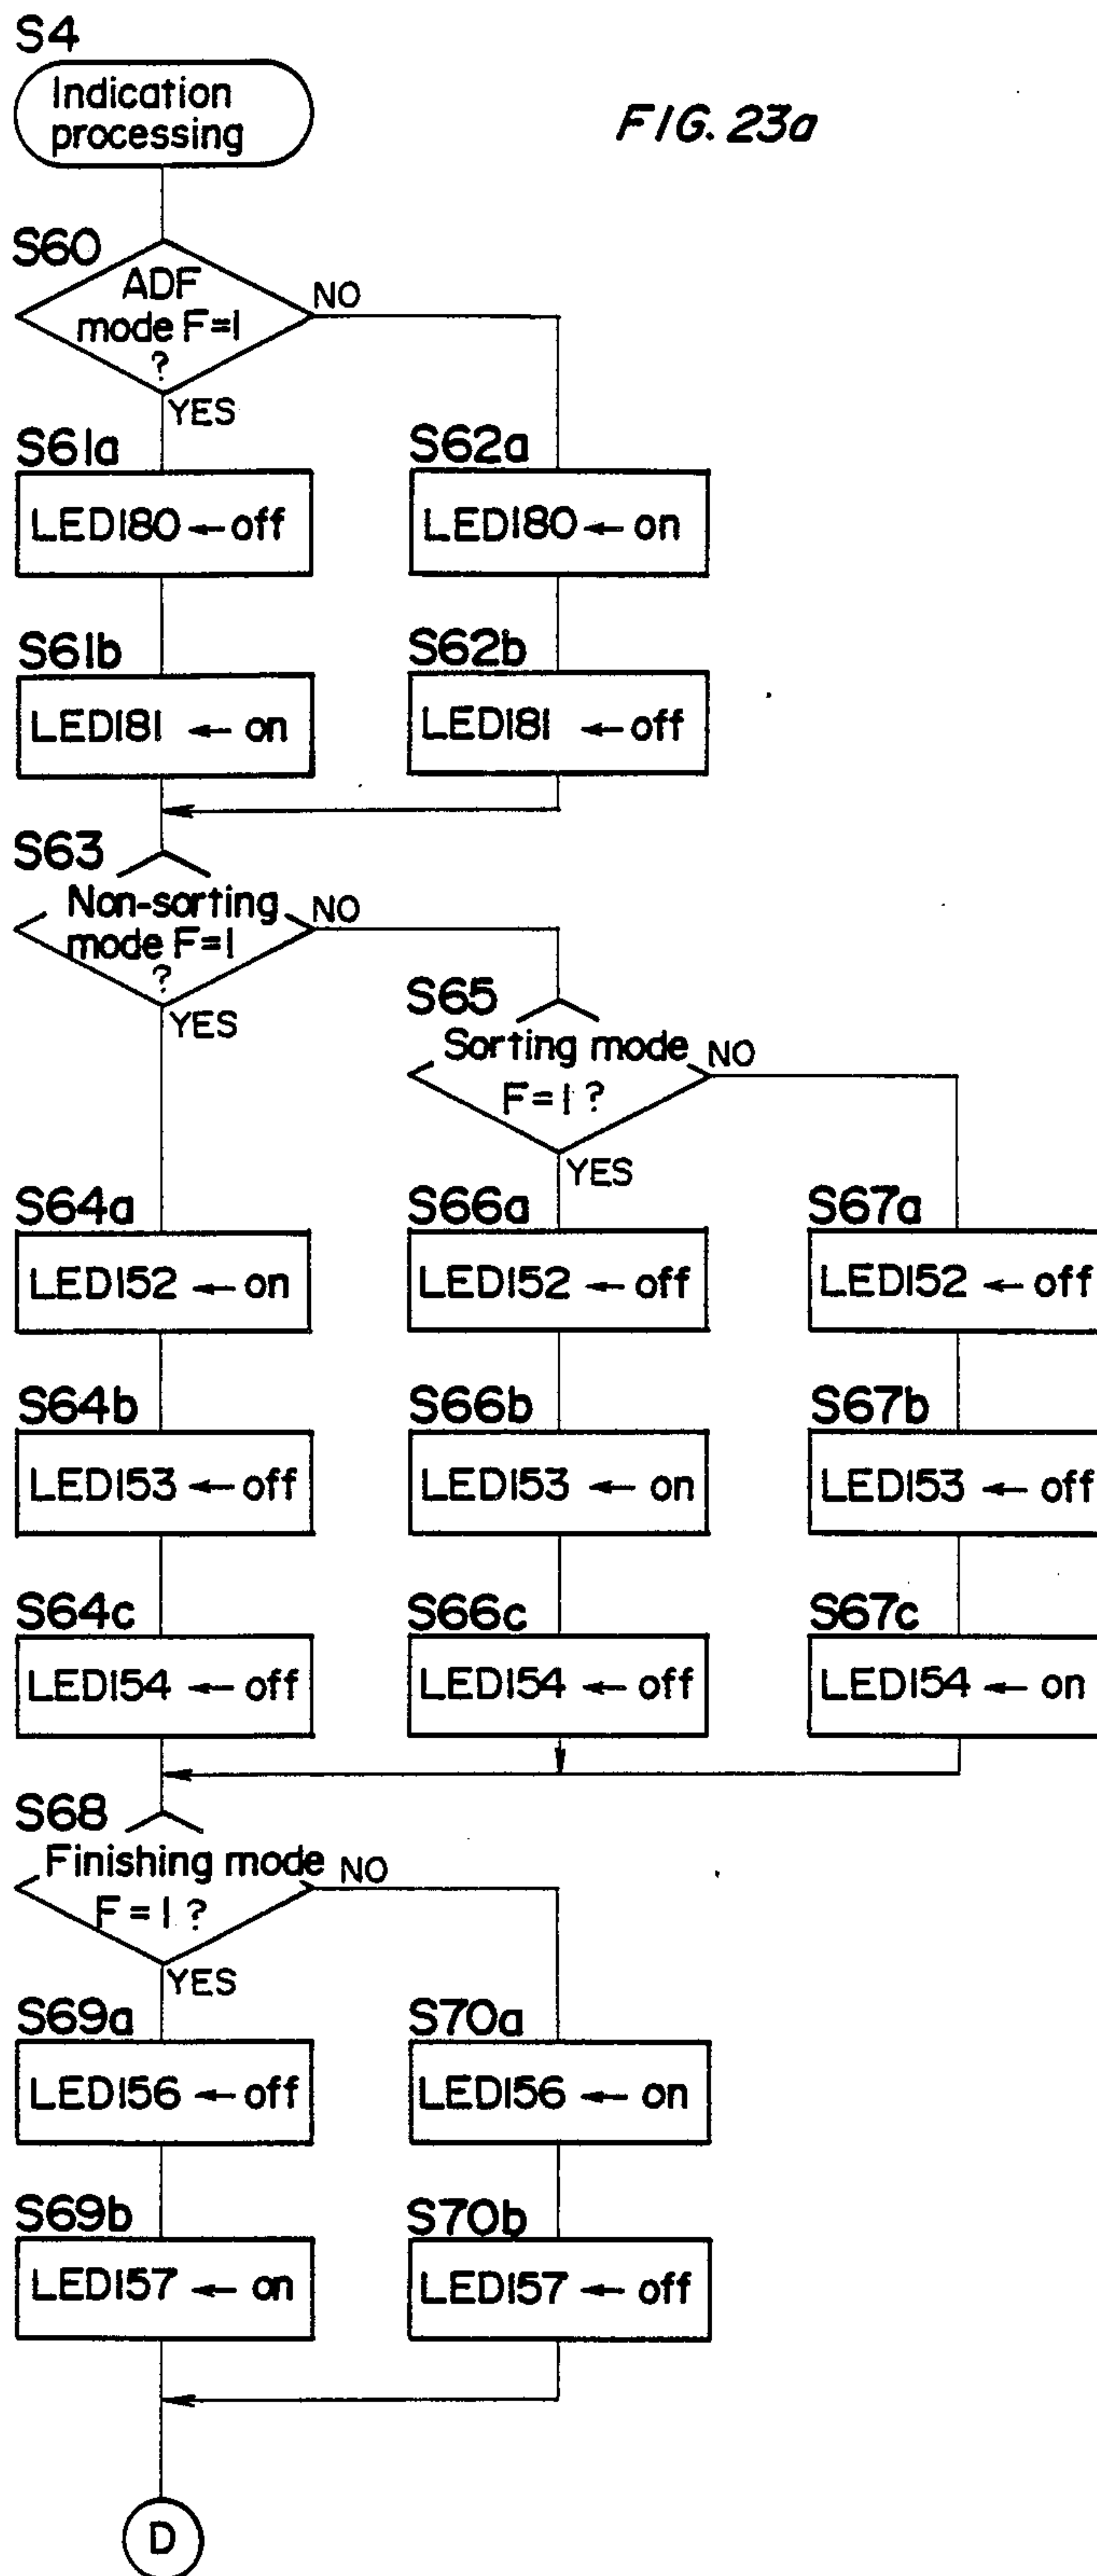 S4
Indication
processing
FIG. 23a
S60
ADF
mode F=1
?
NO
YES
S61a
LED180 ← off
S62a
LED180 ← on
S61b
LED181 ← on
S62b
LED181 ← off
S63
Non-sorting
mode F=1
?
NO
YES
S65
Sorting mode
F=1 ?
NO
YES
S64a
LED152 ← on
S66a
LED152 ← off
S67a
LED152 ← off
S64b
LED153 ← off
S66b
LED153 ← on
S67b
LED153 ← off
S64c
LED154 ← off
S66c
LED154 ← off
S67c
LED154 ← on
S68
Finishing mode
F=1 ?
NO
YES
S69a
LED156 ← off
S70a
LED156 ← on
S69b
LED157 ← on
S70b
LED157 ← off
D